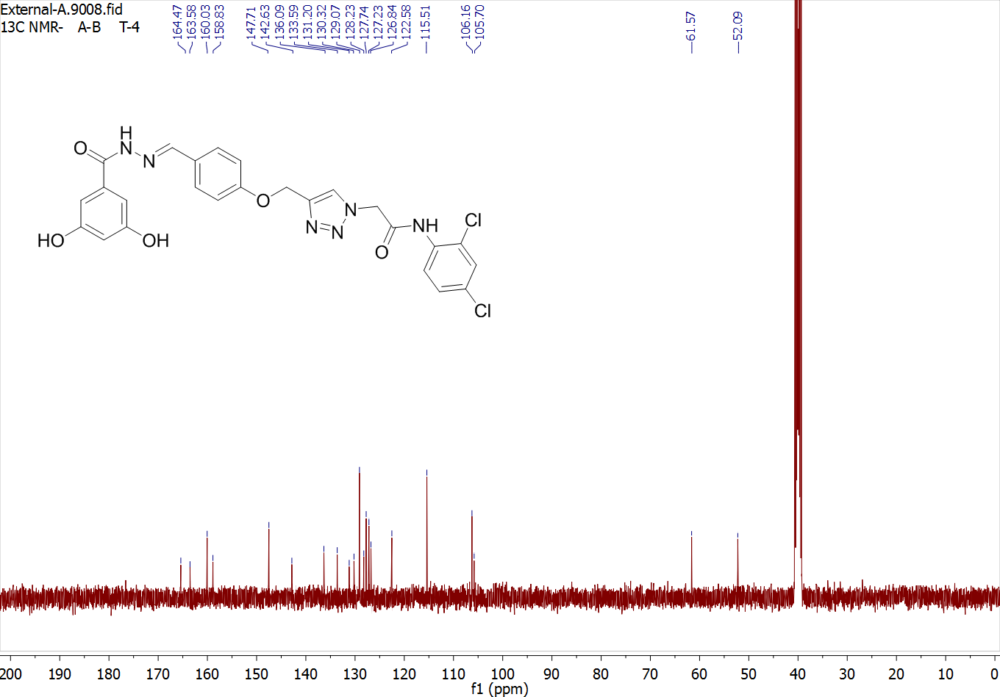 External-A.9008.fid
13C NMR- A-B T-4
164.47
163.58
160.03
158.83
147.71
142.63
136.09
133.59
131.20
130.32
129.07
128.23
127.74
127.23
126.84
122.58
115.51
106.16
105.70
61.57
52.09
H
O
N
N
O
HO
OH
N
N
N
NH
O
Cl
Cl
200 190 180 170 160 150 140 130 120 110 100 90 80 70 60 50 40 30 20 10 0
f1 (ppm)